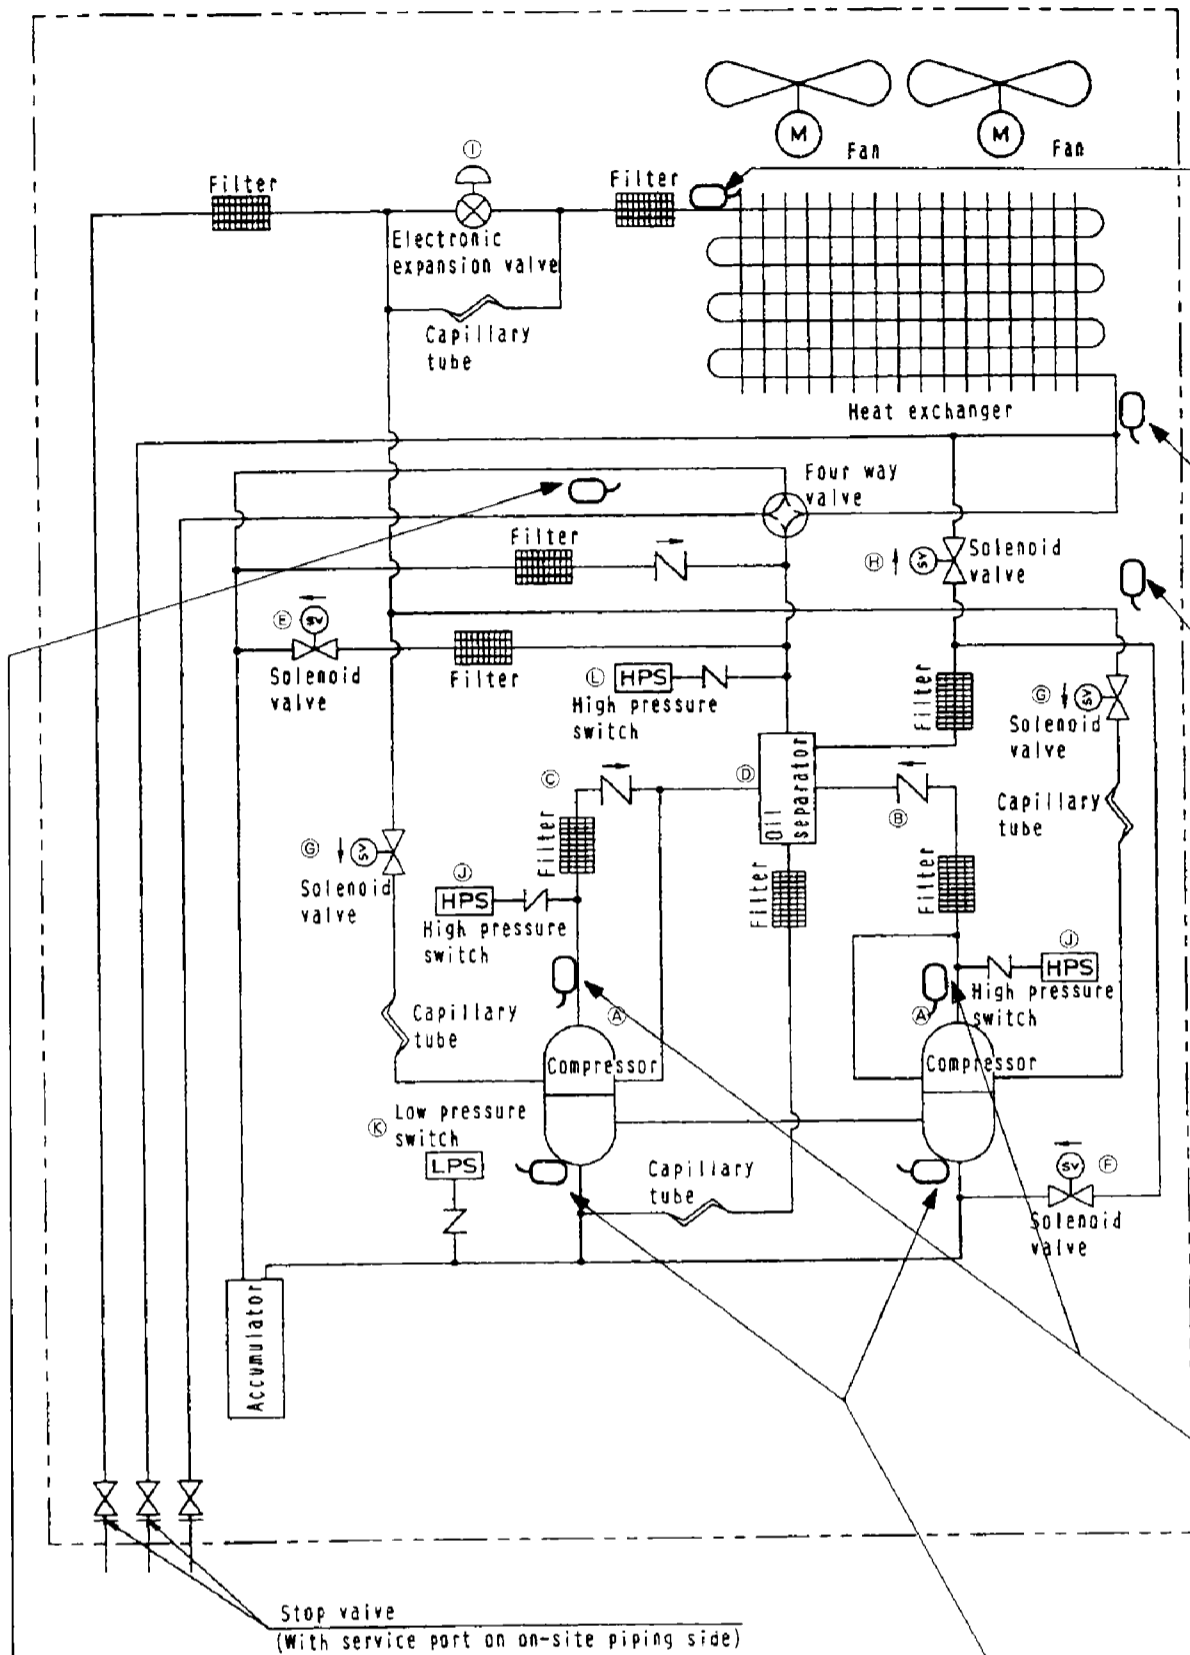 M
Fan
M
Fan
Ⓘ
Filter
Filter
Electronic
expansion valve
Capillary
tube
Heat exchanger
Four way
valve
Filter
Ⓗ
SV
Solenoid
valve
Ⓔ
SV
Solenoid
valve
Filter
Ⓛ
HPS
High pressure
switch
Filter
Ⓖ
SV
Solenoid
valve
Ⓒ
Ⓓ
Oil
separator
Ⓑ
Capillary
tube
Filter
Ⓖ
SV
Solenoid
valve
Ⓙ
HPS
High pressure
switch
Filter
Filter
Ⓙ
HPS
High pressure
switch
Capillary
tube
Ⓐ
Compressor
Ⓐ
Compressor
Ⓚ
Low pressure
switch
LPS
Capillary
tube
SV
Ⓕ
Solenoid
valve
Accumulator
Stop valve
(With service port on on-site piping side)